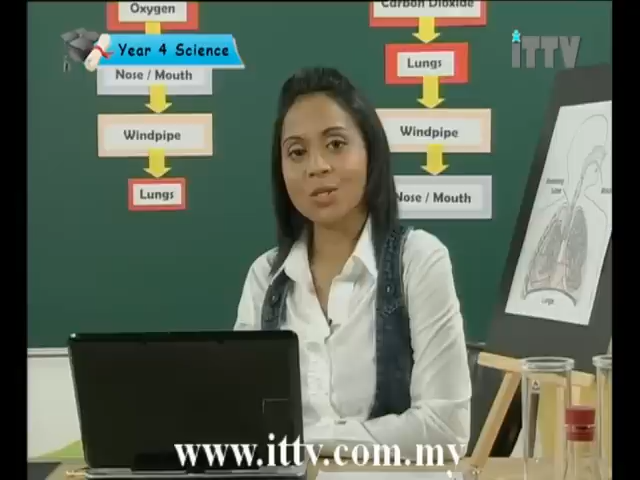 Oxygen
Nose / Mouth
Windpipe
Lungs
Carbon Dioxide
Lungs
Windpipe
Nose / Mouth
Year 4 Science
iTTV
Lungs
www.ittv.com.my